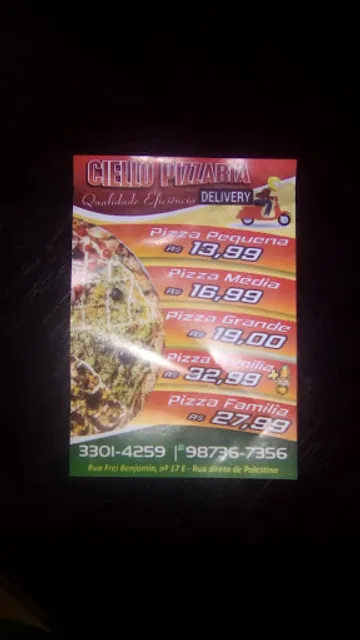 CIELLO PIZZARIA
Qualidade Eficiência DELIVERY
Pizza Pequena
R$ 13,99
Pizza Média
R$ 16,99
Pizza Grande
R$ 19,00
Pizza
R$ 32,99
Pizza Família
R$ 27,99
3301-4259 | 98736-7356
Rua Frei Benjamin, nº 17 E - Rua direta de Palestina